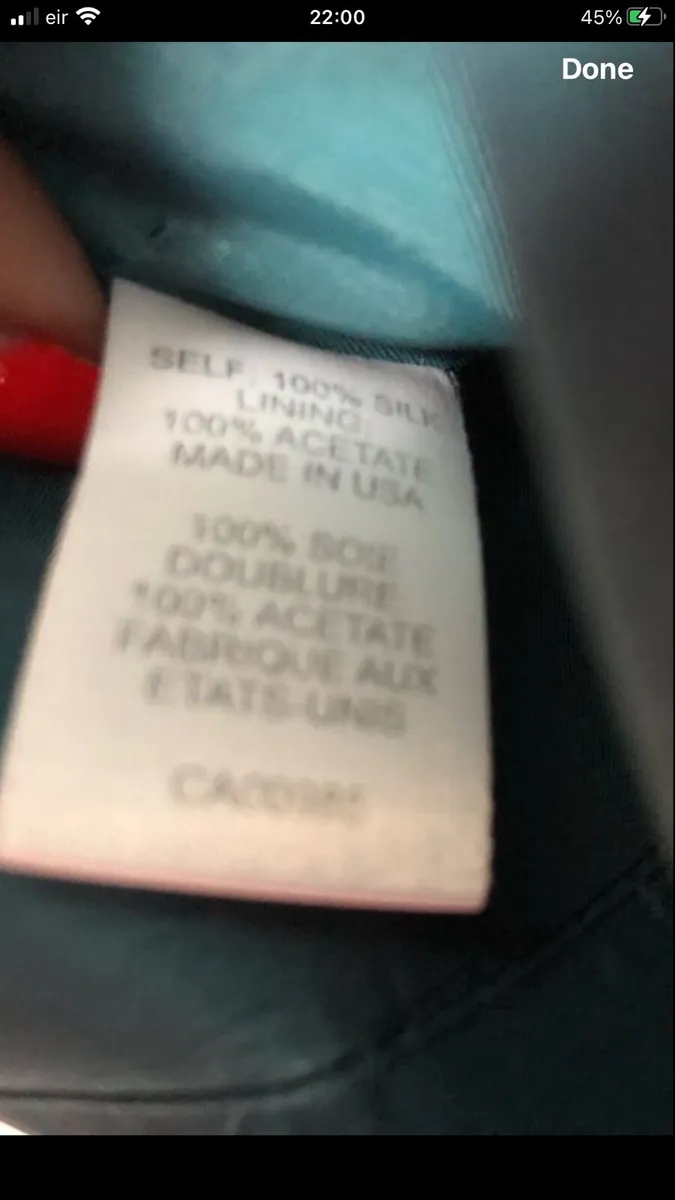 eir
22:00
45%
Done
SELF: 100% SILK
LINING:
100% ACETATE
MADE IN USA
100% SOIE
DOUBLURE
100% ACETATE
FABRIQUE AUX
ETATS-UNIS